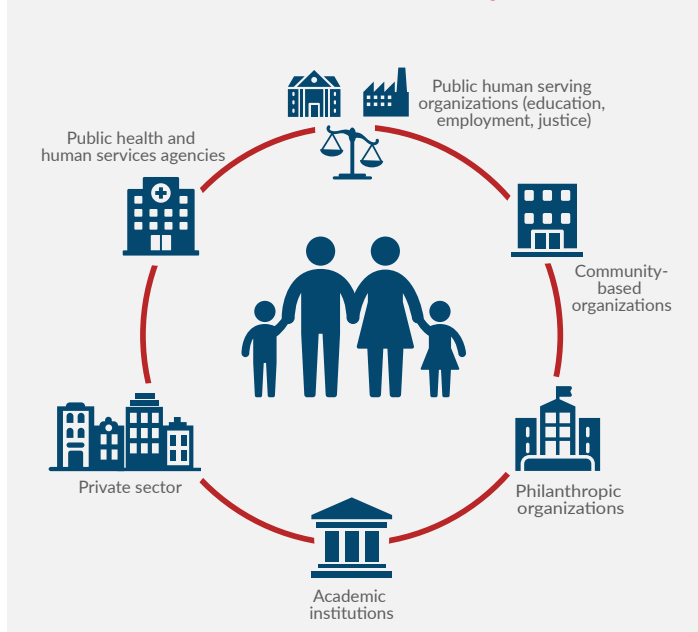 Public human serving
organizations (education,
employment, justice)
Public health and
human services agencies
Community-
based
organizations
Private sector
Philanthropic
organizations
Academic
institutions